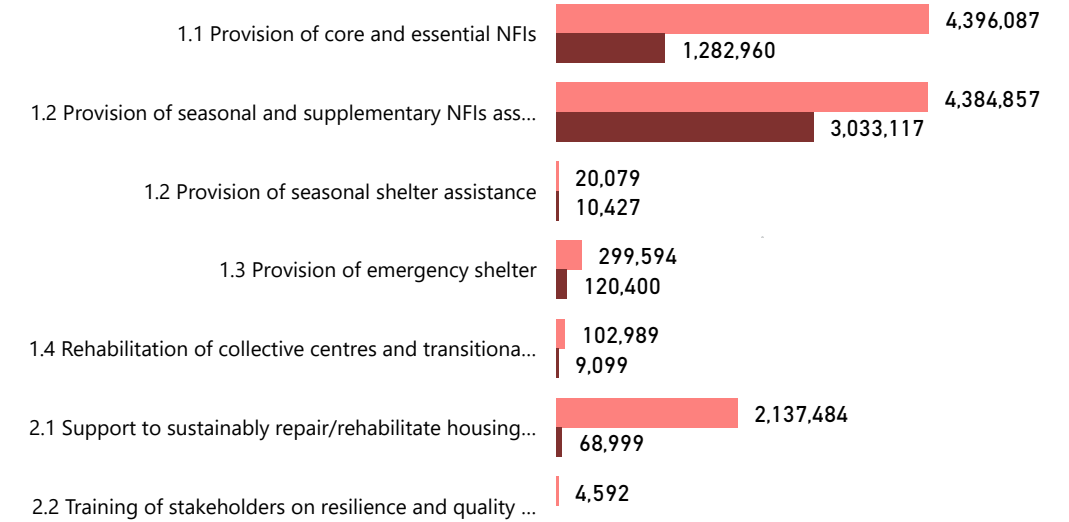 4,396,087
1.1 Provision of core and essential NFIs
1,282,960
4,384,857
1.2 Provision of seasonal and supplementary NFIs ass...
3,033,117
20,079
1.2 Provision of seasonal shelter assistance
10,427
299,594
1.3 Provision of emergency shelter
120,400
102,989
1.4 Rehabilitation of collective centres and transitiona...
9,099
2,137,484
2.1 Support to sustainably repair/rehabilitate housing...
68,999
4,592
2.2 Training of stakeholders on resilience and quality ...